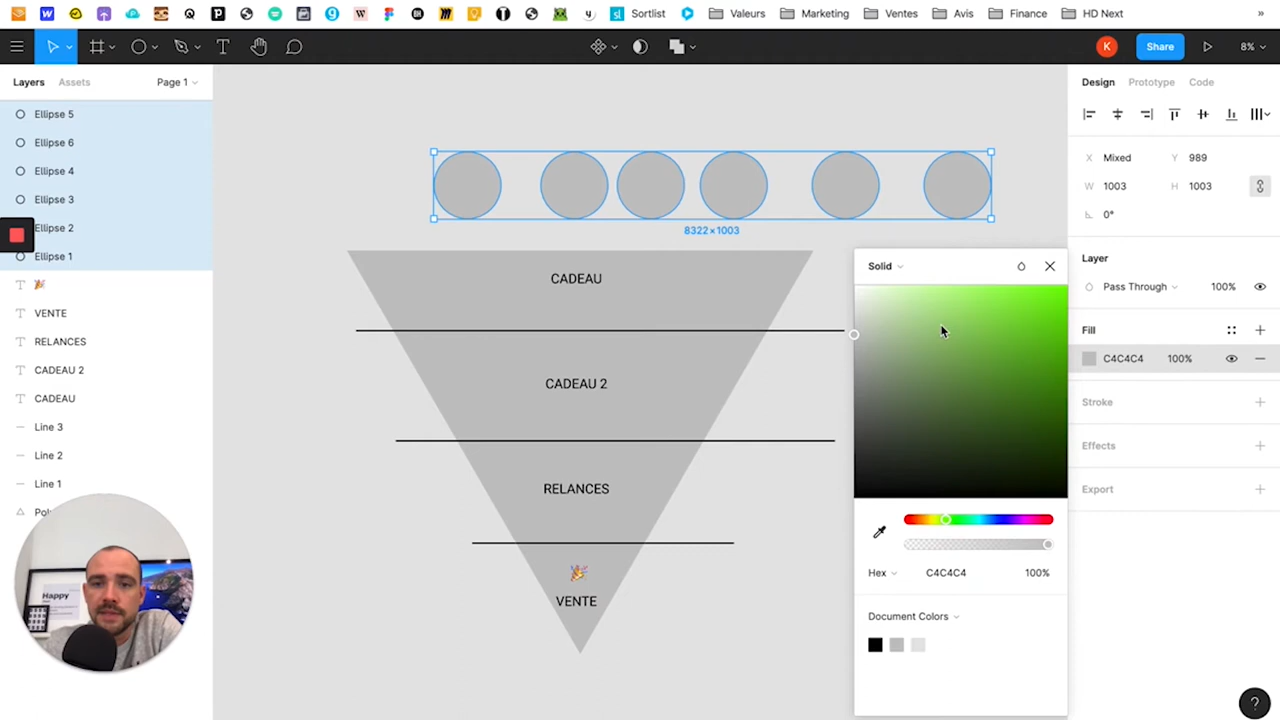 Sortlist Valeurs Marketing Ventes Avis Finance HD Next »
K Share 8%
Layers Assets Page 1
Design Prototype Code
Ellipse 5
Ellipse 6
Ellipse 4
Ellipse 3
Ellipse 2
Ellipse 1
VENTE
RELANCES
CADEAU 2
CADEAU
Line 3
Line 2
Line 1
8322×1003
CADEAU
CADEAU 2
RELANCES
VENTE
Happy
Solid
Hex C4C4C4 100%
Document Colors
X Mixed Y 989
W 1003 H 1003
0°
Layer
Pass Through 100%
Fill
C4C4C4 100%
Stroke
Effects
Export
?